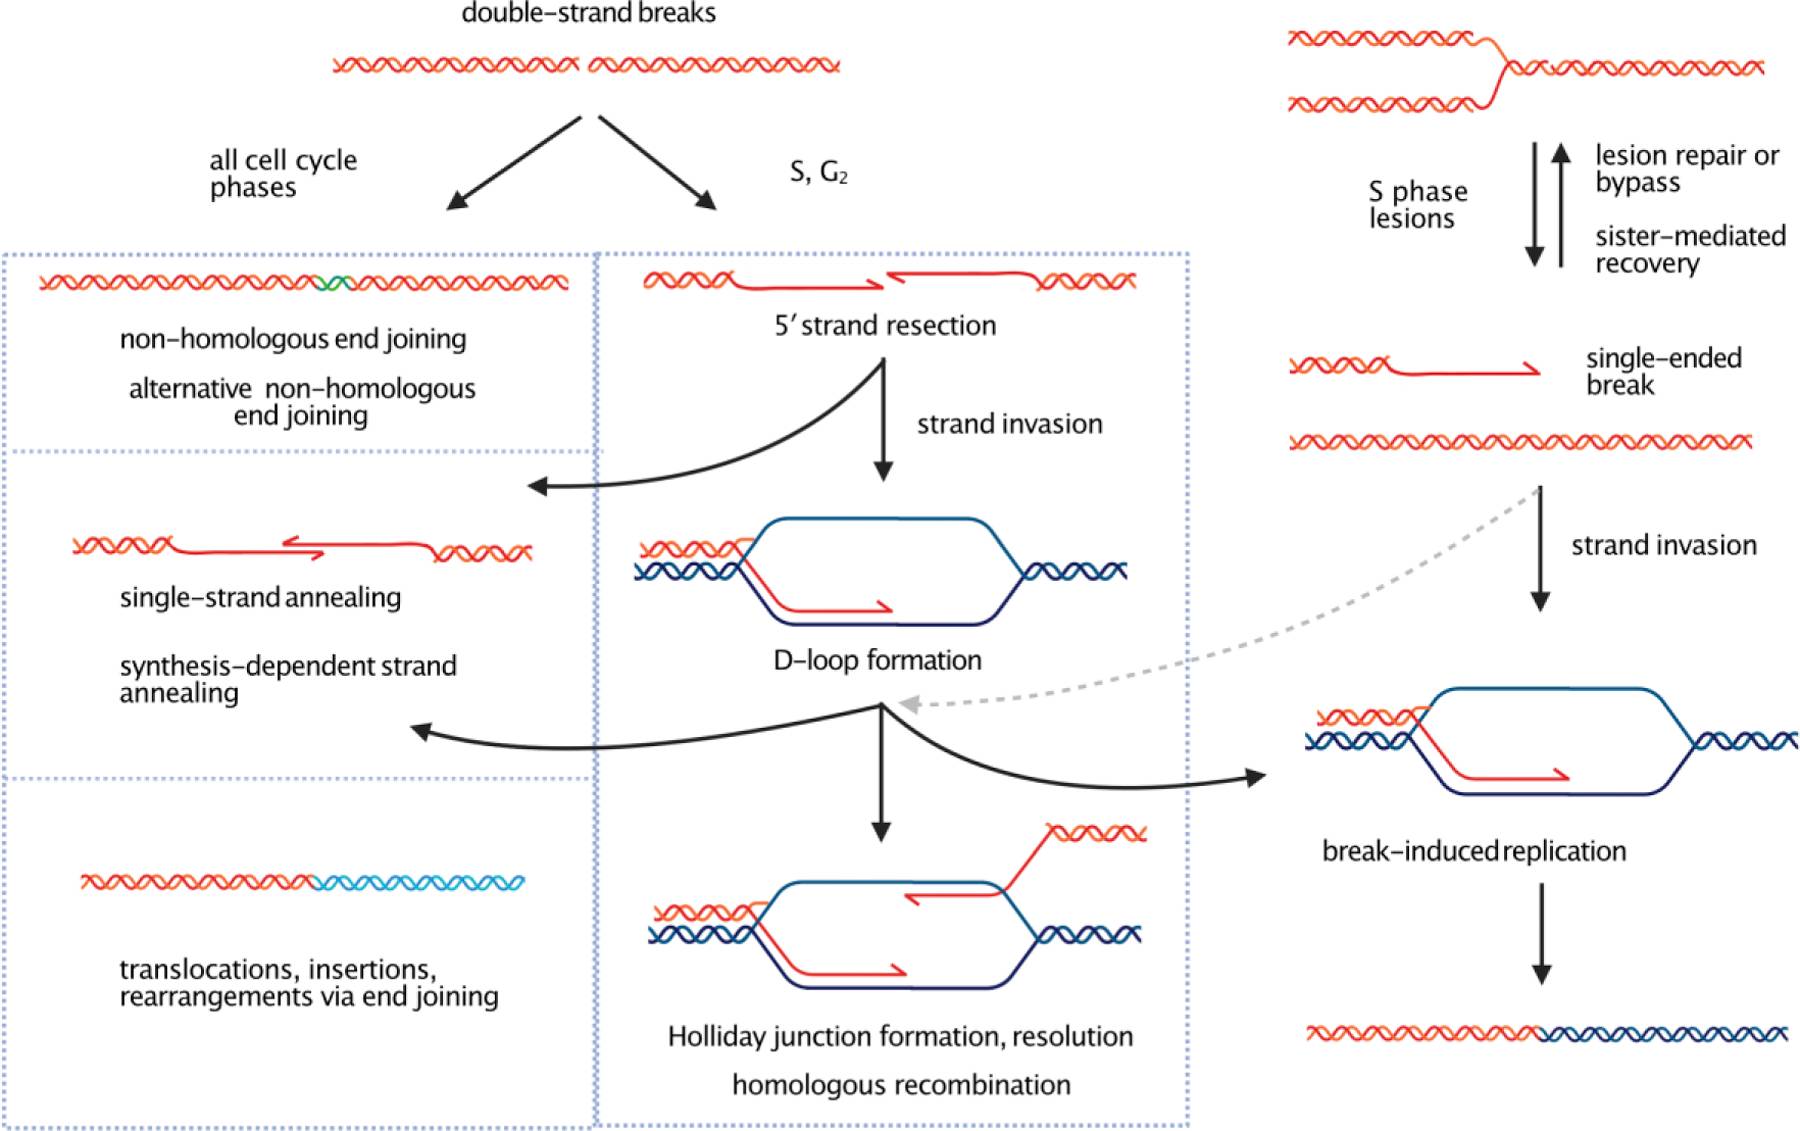 double-strand breaks
all cell cycle
phases
S, G₂
non-homologous end joining
alternative non-homologous
end joining
5′ strand resection
strand invasion
single-strand annealing
synthesis-dependent strand
annealing
D-loop formation
translocations, insertions,
rearrangements via end joining
Holliday junction formation, resolution
homologous recombination
S phase
lesions
lesion repair or
bypass
sister-mediated
recovery
single-ended
break
strand invasion
break-induced replication